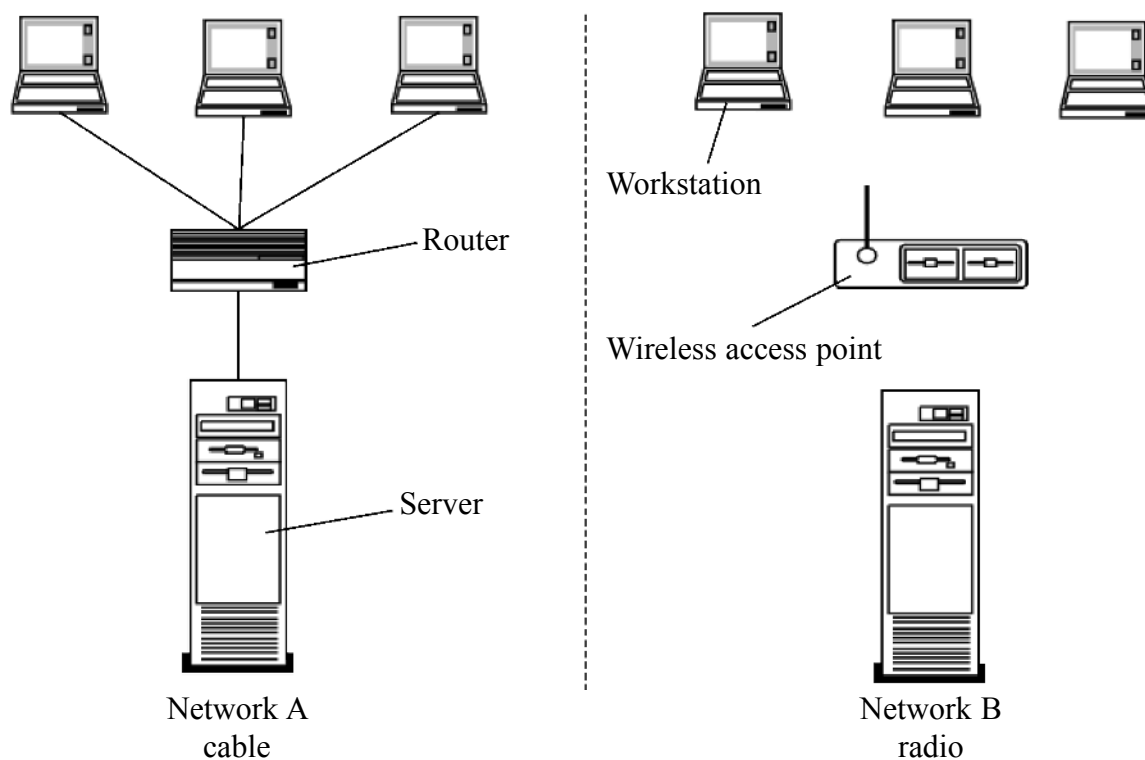 Router
Server
Network A
cable
Workstation
Wireless access point
Network B
radio